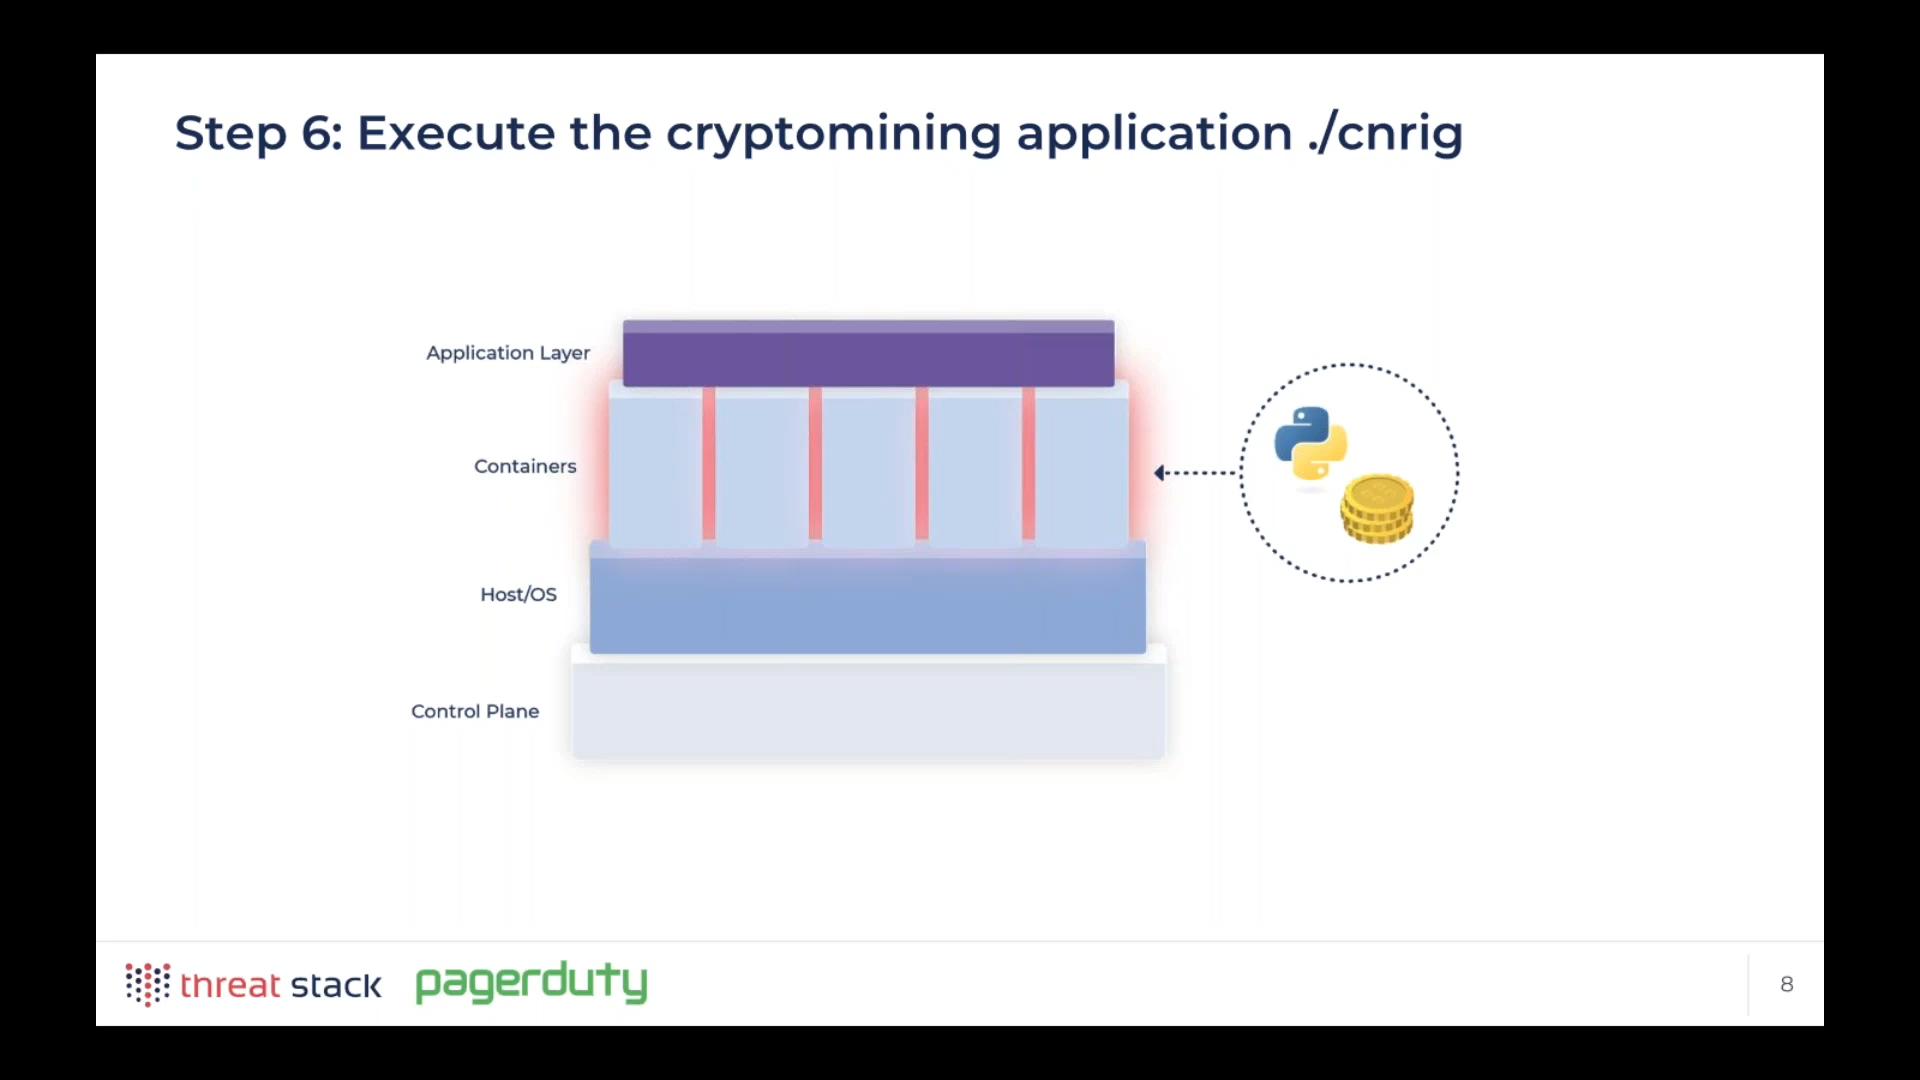 Step 6: Execute the cryptomining application ./cnrig
Application Layer
Containers
Host/OS
Control Plane
threat stack
pagerduty
8